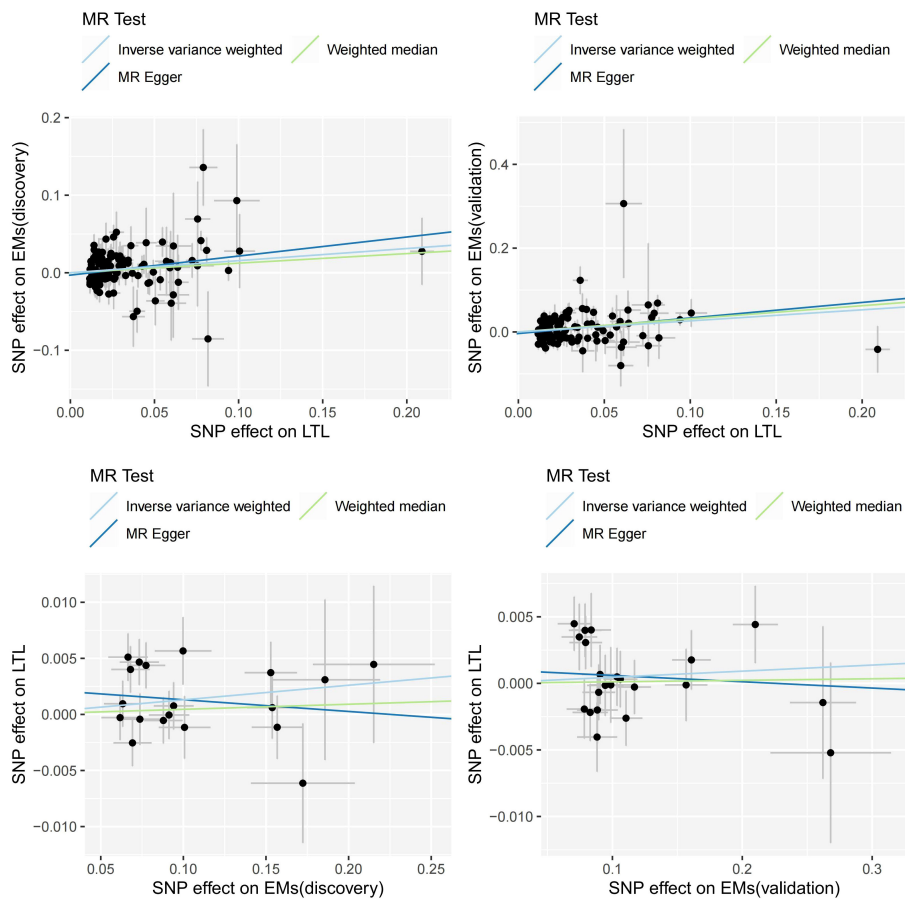 MR Test
Inverse variance weighted
Weighted median
MR Egger
SNP effect on EMs(discovery)
0.2
0.1
0.0
−0.1
0.00
0.05
0.10
0.15
0.20
SNP effect on LTL
MR Test
Inverse variance weighted
Weighted median
MR Egger
SNP effect on EMs(validation)
0.4
0.2
0.0
0.00
0.05
0.10
0.15
0.20
SNP effect on LTL
MR Test
Inverse variance weighted
Weighted median
MR Egger
SNP effect on LTL
0.010
0.005
0.000
−0.005
−0.010
0.05
0.10
0.15
0.20
0.25
SNP effect on EMs(discovery)
MR Test
Inverse variance weighted
Weighted median
MR Egger
SNP effect on LTL
0.005
0.000
−0.005
−0.010
0.1
0.2
0.3
SNP effect on EMs(validation)